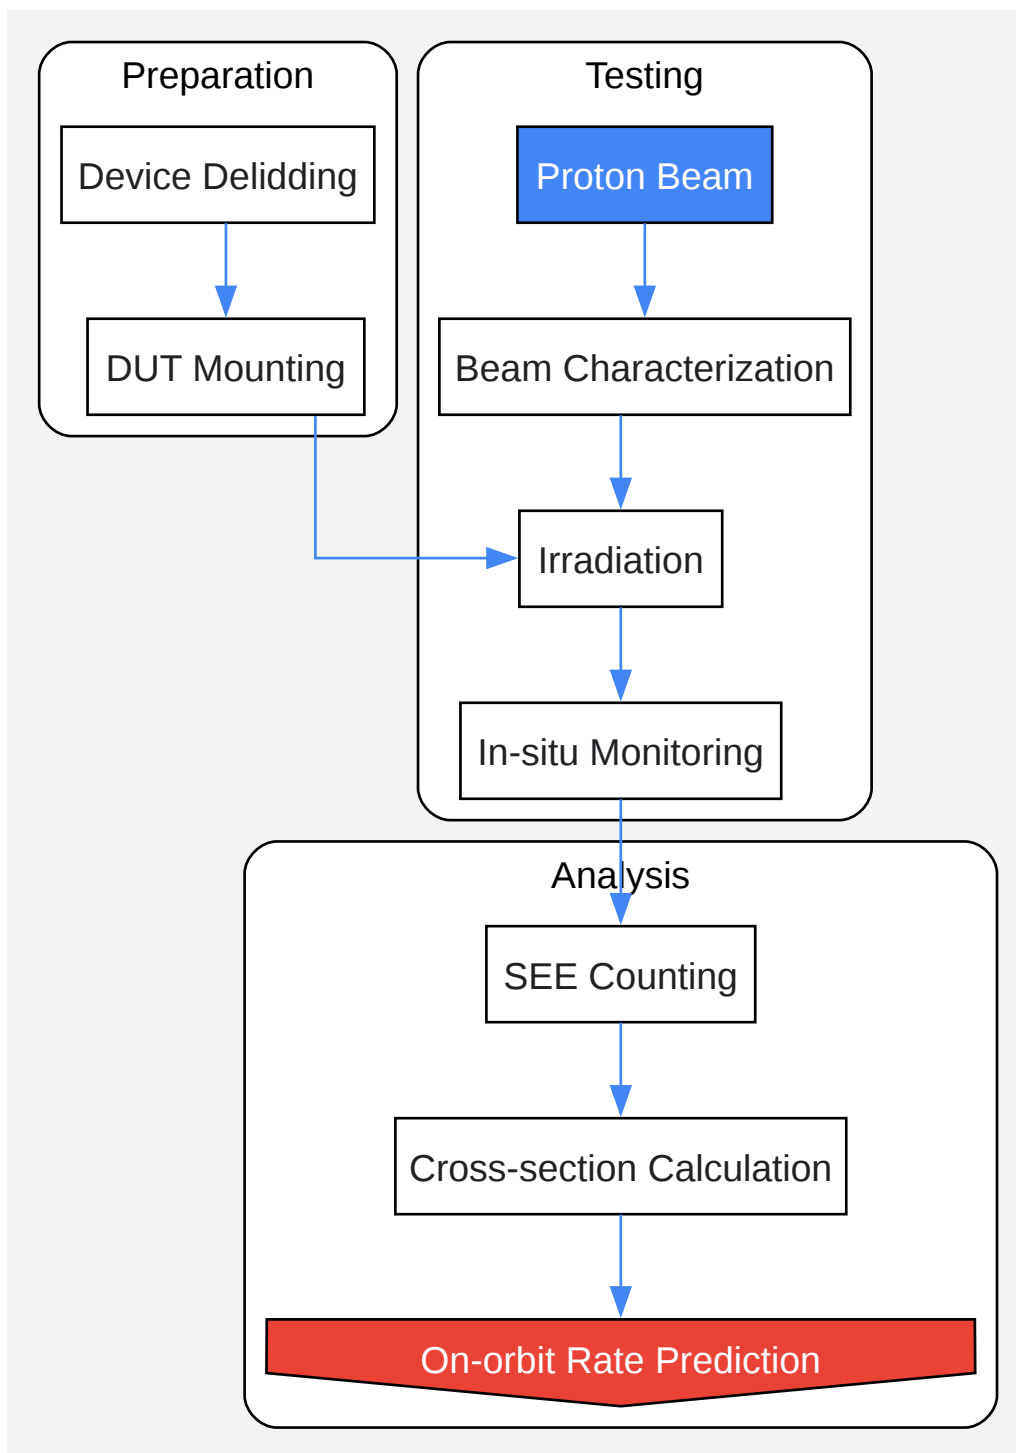 Preparation
Device Delidding
DUT Mounting
Testing
Proton Beam
Beam Characterization
Irradiation
In-situ Monitoring
Analysis
SEE Counting
Cross-section Calculation
On-orbit Rate Prediction